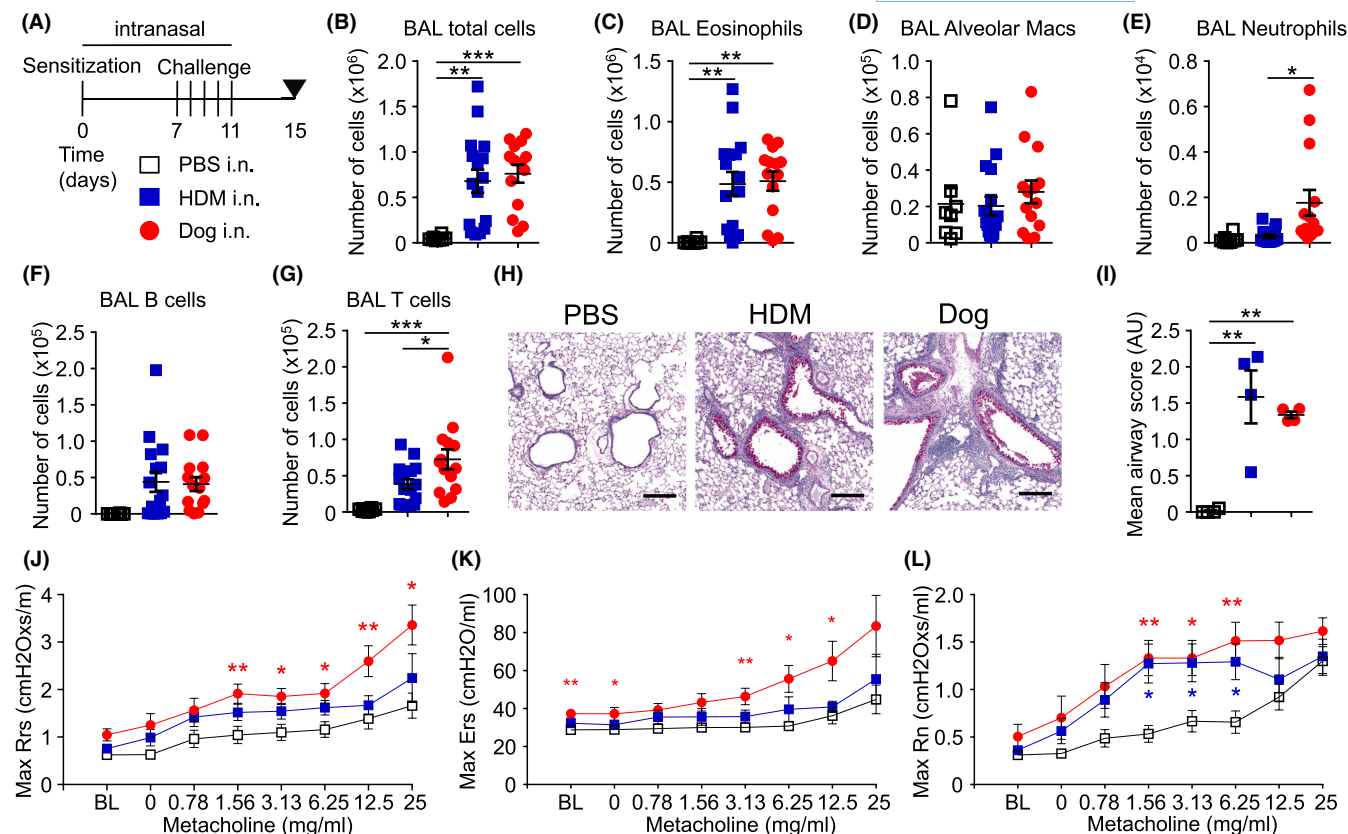 (A)
intranasal
Sensitization Challenge
0 7 11 15
Time
(days)
PBS i.n.
HDM i.n.
Dog i.n.
(B)
BAL total cells
Number of cells (x10⁶)
2.0
1.5
1.0
0.5
0
***
**
(C)
BAL Eosinophils
Number of cells (x10⁶)
1.5
1.0
0.5
0
**
**
(D)
BAL Alveolar Macs
Number of cells (x10⁵)
1.0
0.8
0.6
0.4
0.2
0
(E)
BAL Neutrophils
Number of cells (x10⁴)
1.0
0.8
0.6
0.4
0.2
0
*
(F)
BAL B cells
Number of cells (x10⁵)
2.5
2.0
1.5
1.0
0.5
0
(G)
BAL T cells
Number of cells (x10⁵)
2.5
2.0
1.5
1.0
0.5
0
***
*
(H)
PBS HDM Dog
(I)
Mean airway score (AU)
2.5
2.0
1.5
1.0
0.5
0
**
**
(J)
Max Rrs (cmH2Oxs/m)
4
3
2
1
0
** * * ** *
BL 0 0.78 1.56 3.13 6.25 12.5 25
Metacholine (mg/ml)
(K)
Max Ers (cmH2O/ml)
100
80
60
40
20
0
** * ** * *
BL 0 0.78 1.56 3.13 6.25 12.5 25
Metacholine (mg/ml)
(L)
Max Rn (cmH2Oxs/ml)
2.0
1.5
1.0
0.5
0
** * **
* * *
BL 0 0.78 1.56 3.13 6.25 12.5 25
Metacholine (mg/ml)